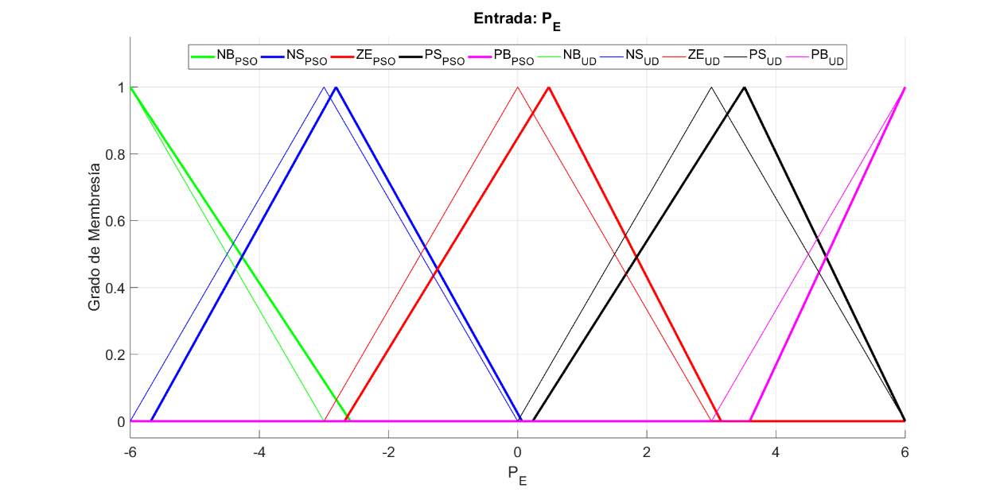 Entrada: P_E
NB_PSO NS_PSO ZE_PSO PS_PSO PB_PSO NB_UD NS_UD ZE_UD PS_UD PB_UD
1
0.8
0.6
0.4
0.2
0
Grado de Membresía
-6 -4 -2 0 2 4 6
P_E